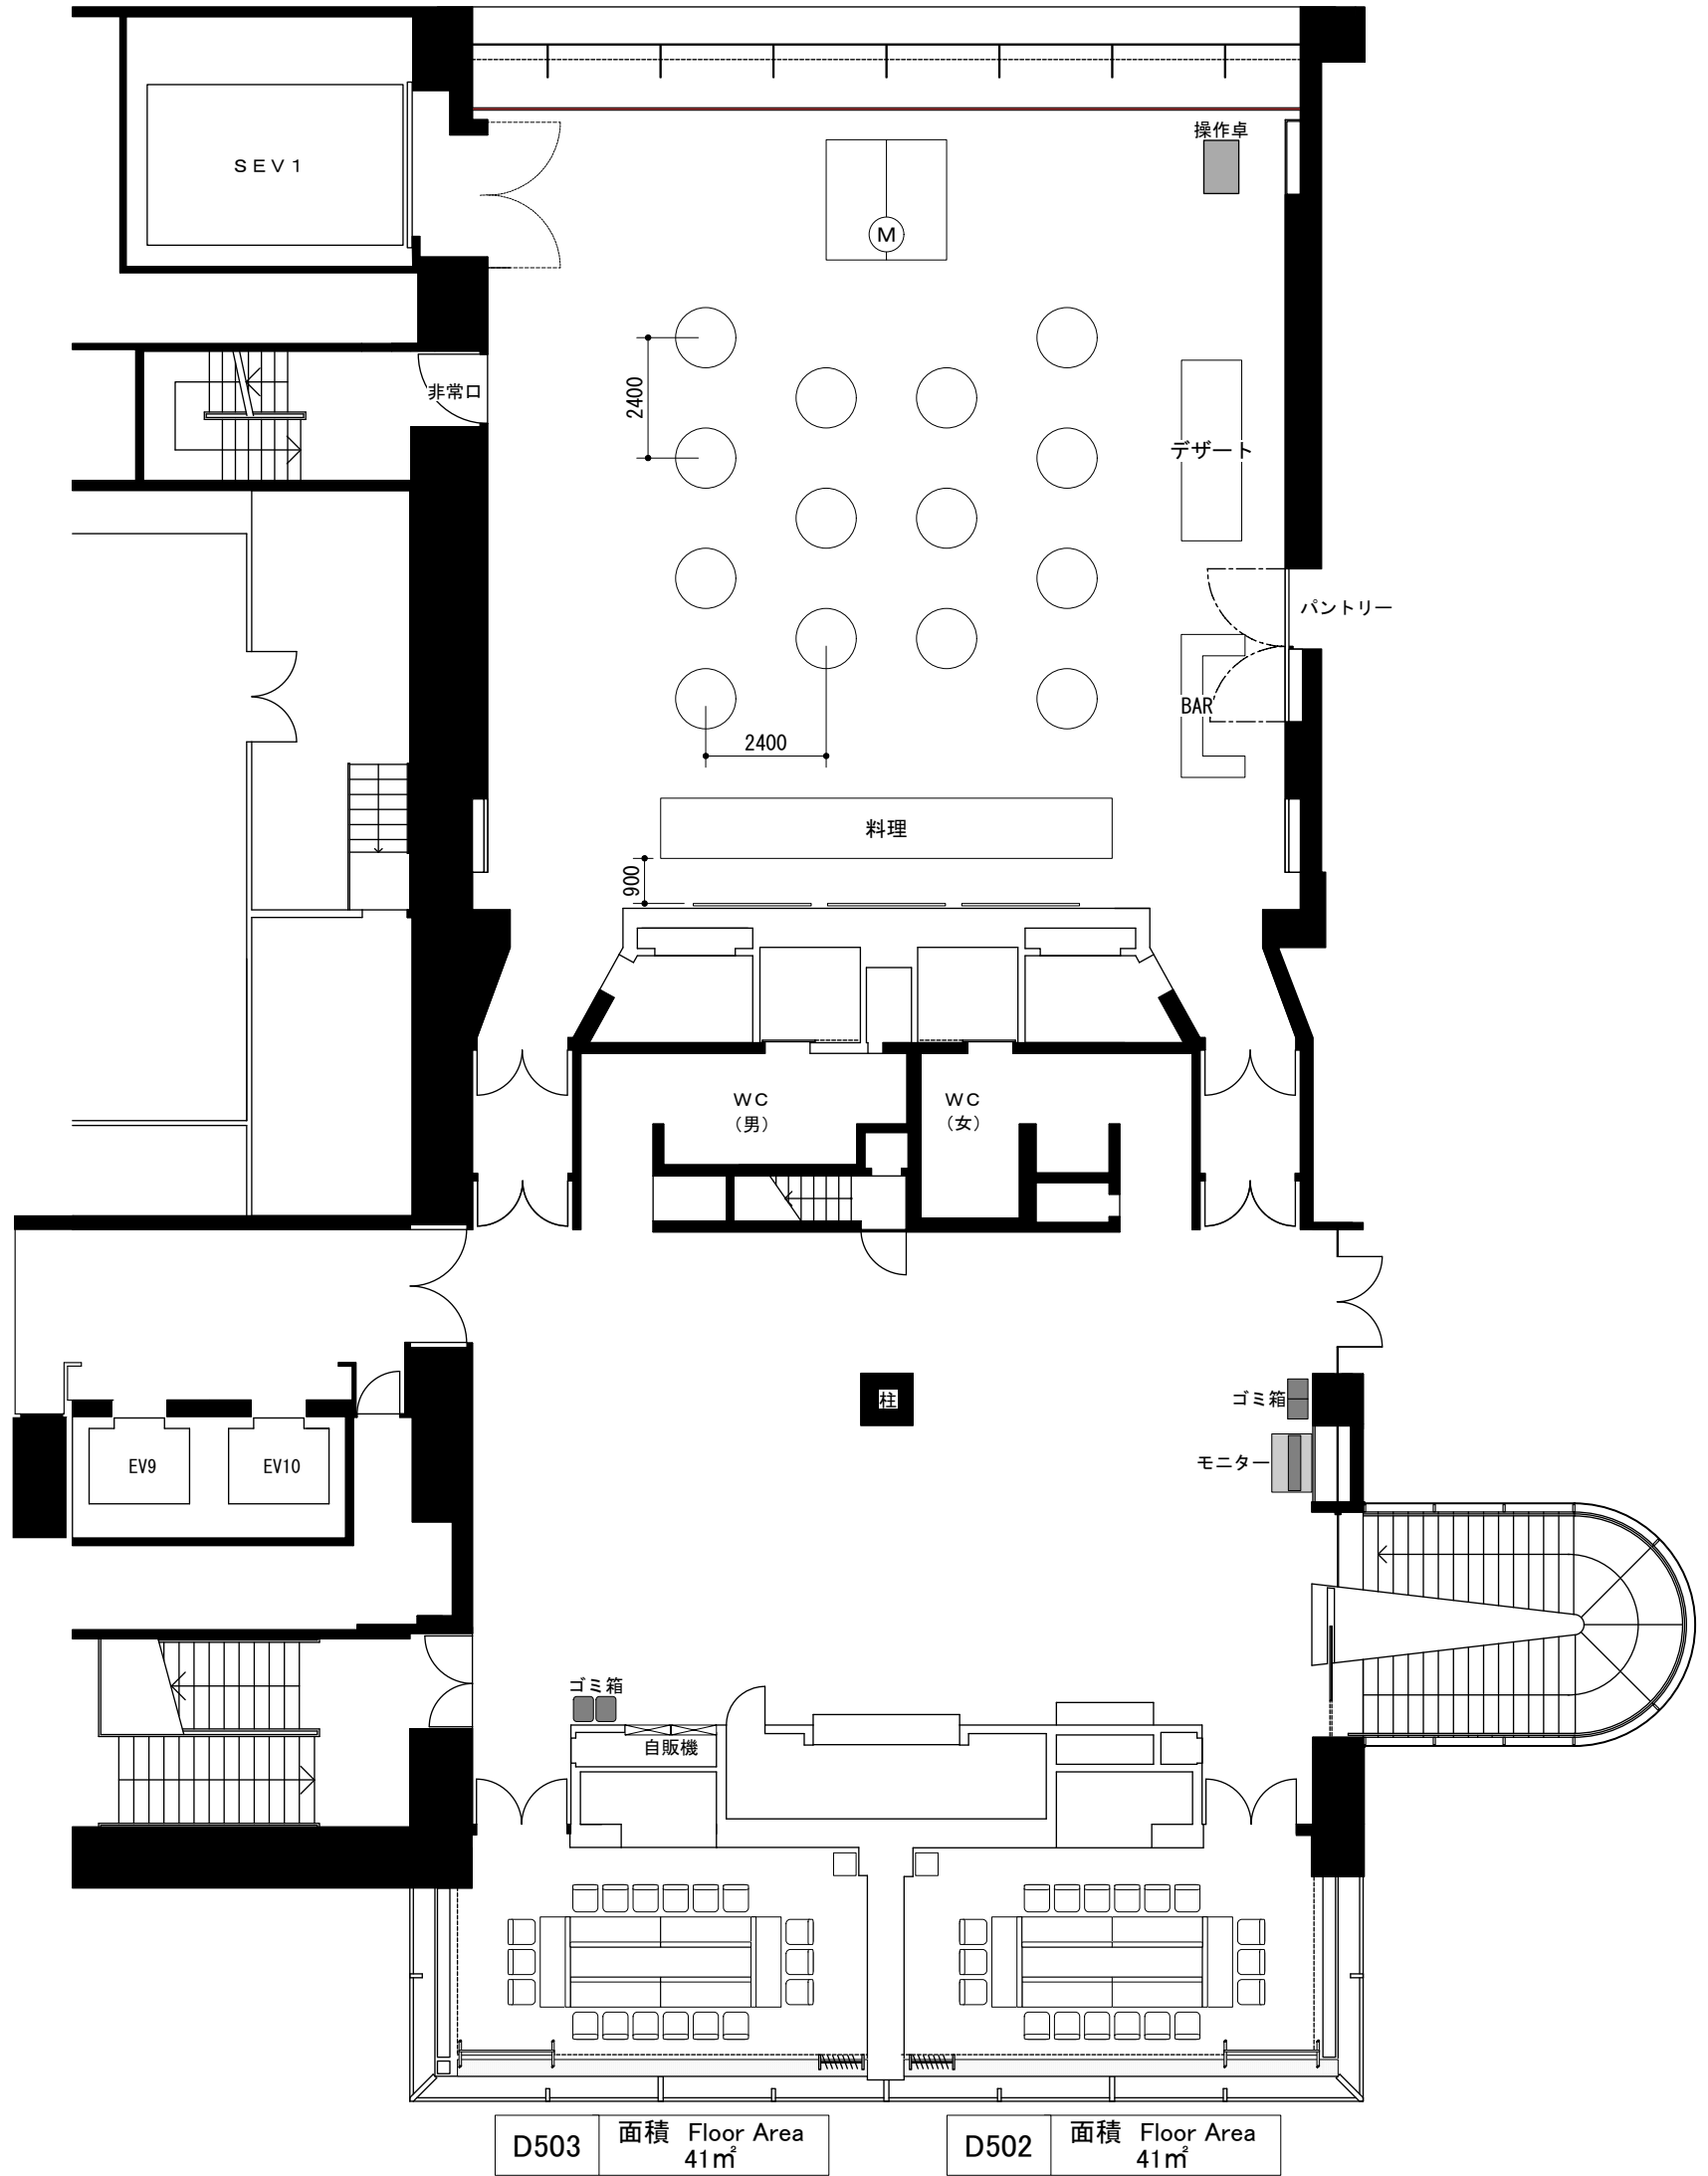 操作卓
SEV1
M
非常口
2400
デザート
パントリー
BAR
2400
料理
900
WC
(男)
WC
(女)
柱
ゴミ箱
モニター
EV9
EV10
ゴミ箱
自販機
D503
面積 Floor Area
41㎡
D502
面積 Floor Area
41㎡